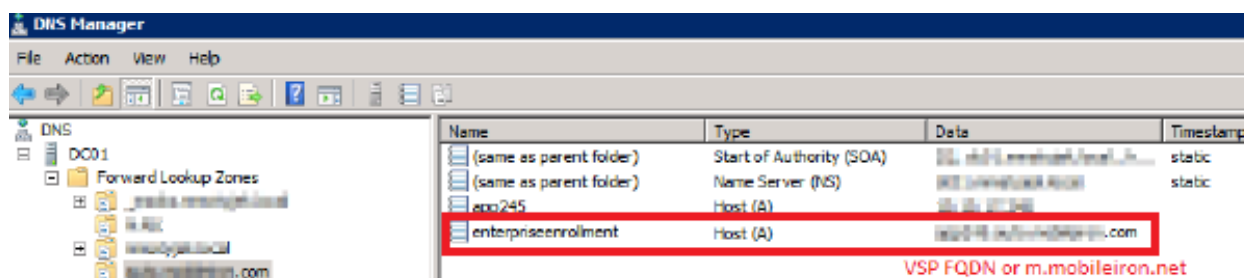 DNS Manager
File Action View Help
DNS
DC01
Forward Lookup Zones
.com
Name Type Data Timestamp
(same as parent folder) Start of Authority (SOA) static
(same as parent folder) Name Server (NS) static
app245 Host (A)
enterpriseenrollment Host (A) .com
VSP FQDN or m.mobileiron.net